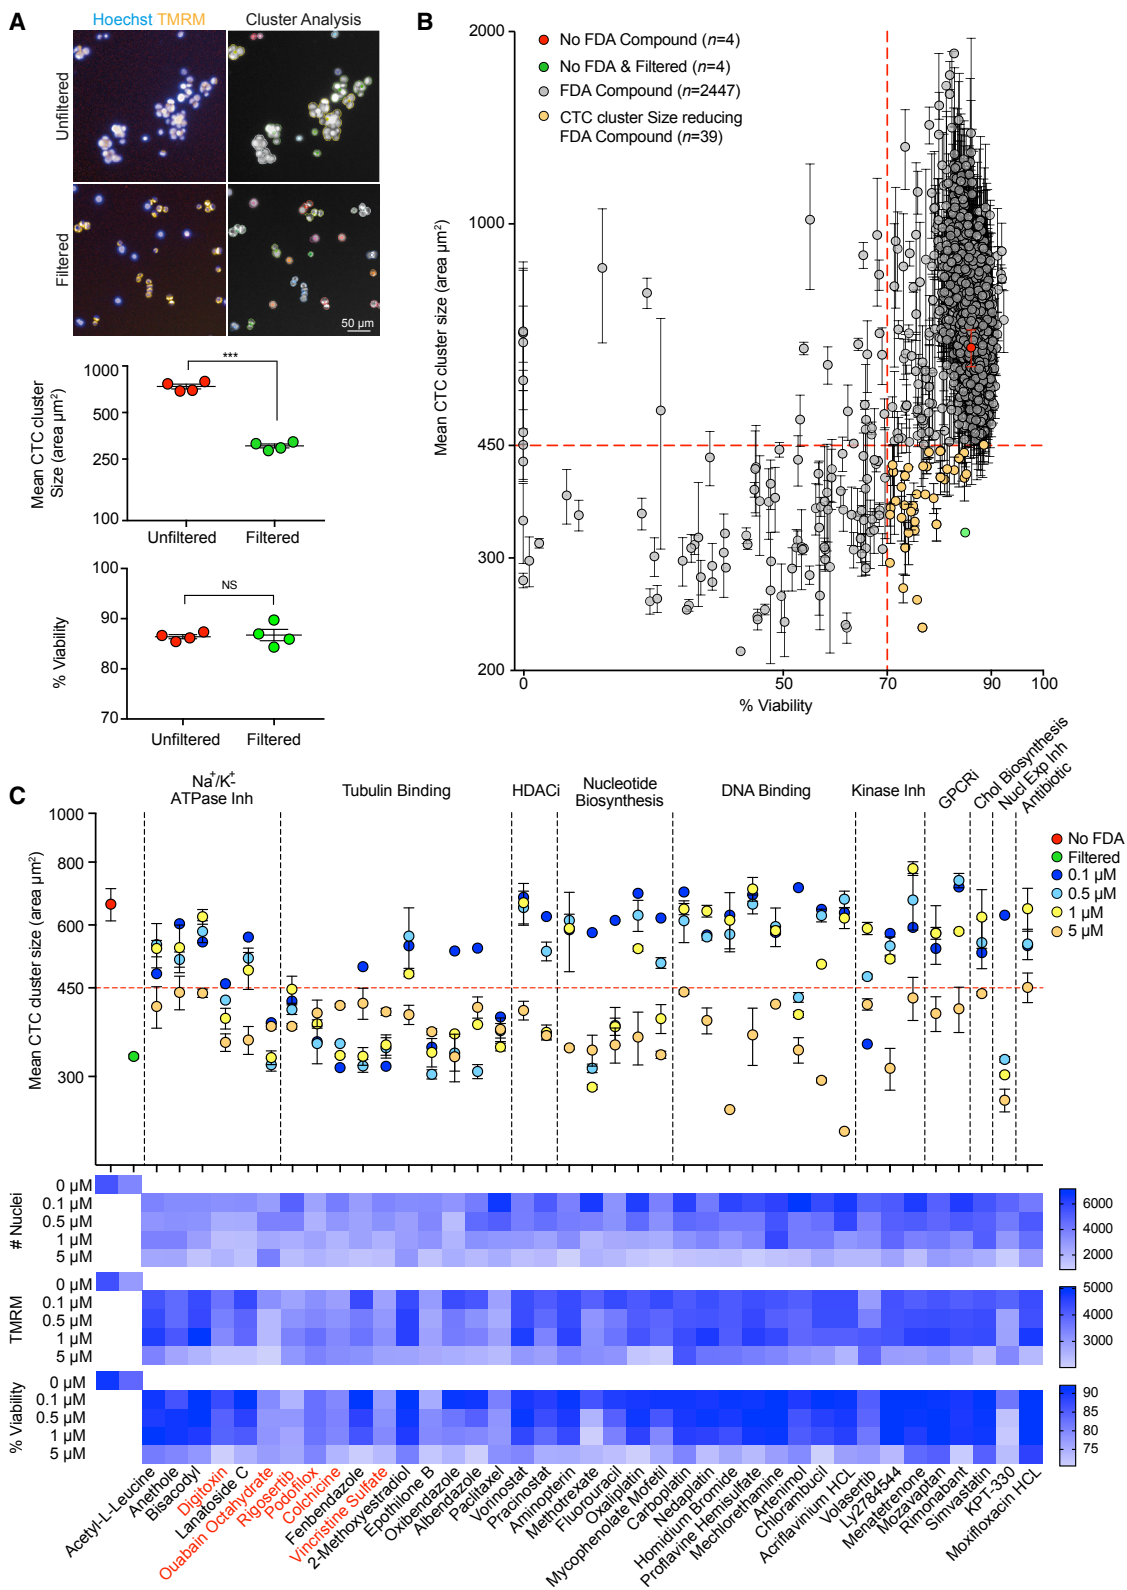 A
Hoechst TMRM
Cluster Analysis
Unfiltered
Filtered
50 µm
***
1000
500
250
100
Mean CTC cluster
Size (area µm²)
Unfiltered
Filtered
NS
100
90
80
70
% Viability
Unfiltered
Filtered
B
No FDA Compound (n=4)
No FDA & Filtered (n=4)
FDA Compound (n=2447)
CTC cluster Size reducing
FDA Compound (n=39)
2000
1000
450
300
200
Mean CTC cluster size (area µm²)
0
50
70
90
100
% Viability
C
Na⁺/K⁺-
ATPase Inh
Tubulin Binding
HDACi
Nucleotide
Biosynthesis
DNA Binding
Kinase Inh
GPCRi
Chol Biosynthesis
Nucl Exp Inh
Antibiotic
1000
800
600
450
300
Mean CTC cluster size (area µm²)
No FDA
Filtered
0.1 µM
0.5 µM
1 µM
5 µM
# Nuclei
0 µM
0.1 µM
0.5 µM
1 µM
5 µM
6000
4000
2000
TMRM
0 µM
0.1 µM
0.5 µM
1 µM
5 µM
5000
4000
3000
% Viability
0 µM
0.1 µM
0.5 µM
1 µM
5 µM
90
85
80
75
Acetyl-L-Leucine
Anethole
Bisacodyl
Digitoxin
Lanatoside C
Ouabain Octahydrate
Rigosertib
Podofilox
Colchicine
Fenbendazole
Vincristine Sulfate
2-Methoxyestradiol
Epothilone B
Oxibendazole
Albendazole
Paclitaxel
Vorinostat
Pracinostat
Aminopterin
Methotrexate
Fluorouracil
Oxaliplatin
Mycophenolate Mofetil
Carboplatin
Nedaplatin
Homidium Bromide
Proflavine Hemisulfate
Mechlorethamine
Artenimol
Chlorambucil
Acriflavinium HCL
Volasertib
Ly2784544
Menatetrenone
Mozavaptan
Rimonabant
Simvastatin
KPT-330
Moxifloxacin HCL